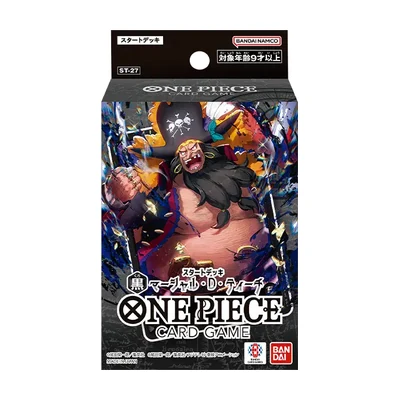 スタートデッキ
BANDAI NAMCO
ST-27
対象年齢9才以上
ONE PIECE
CARD GAME
スタートデッキ
黒 マーシャル・D・ティーチ
ONE PIECE
CARD GAME
BANDAI